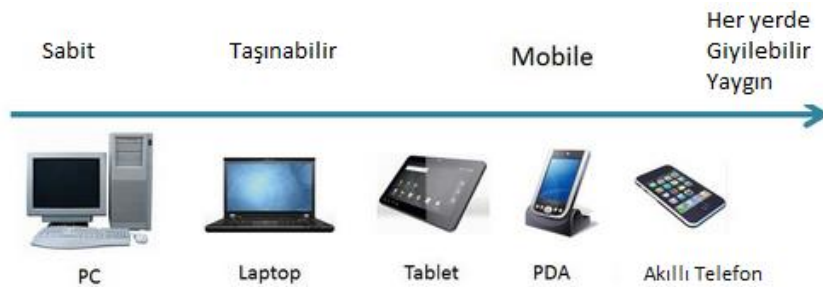 Sabit
Taşınabilir
Mobile
Her yerde
Giyilebilir
Yaygın
PC
Laptop
Tablet
PDA
Akıllı Telefon